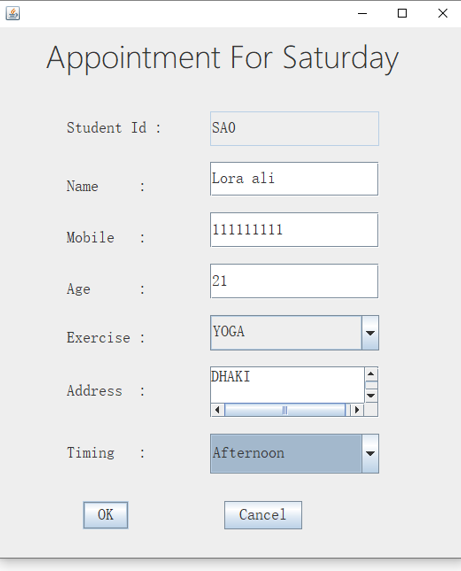 Appointment For Saturday
Student Id : SA0
Name : Lora ali
Mobile : 111111111
Age : 21
Exercise : YOGA
Address : DHAKI
Timing : Afternoon
OK Cancel